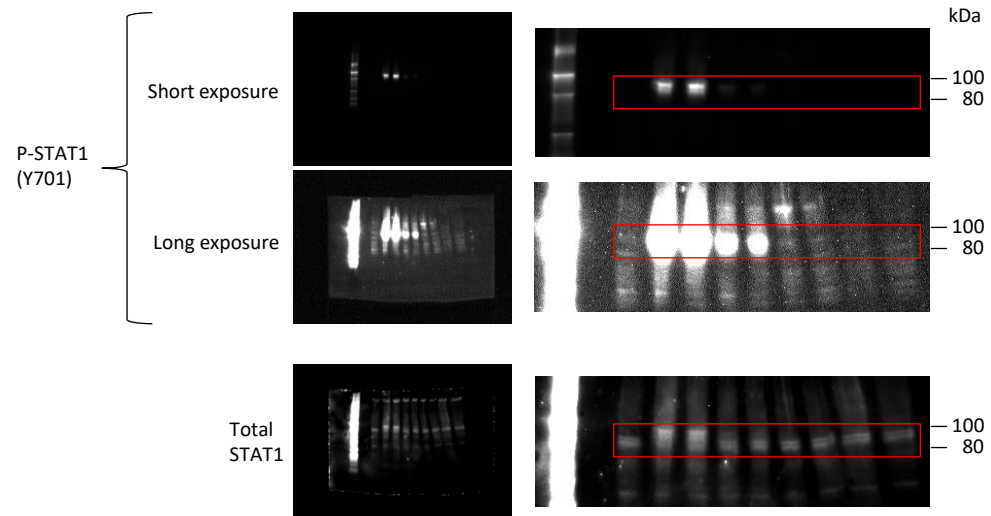 kDa
Short exposure
100
80
P-STAT1
(Y701)
Long exposure
100
80
Total
STAT1
100
80